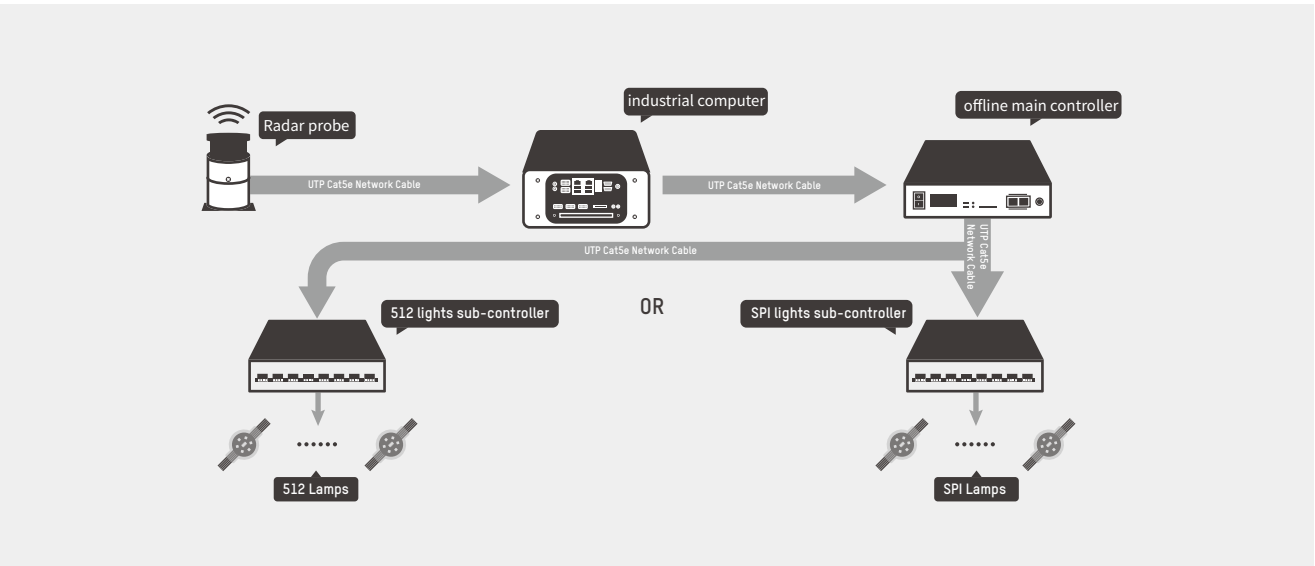 industrial computer
offline main controller
Radar probe
UTP Cat5e Network Cable
UTP Cat5e Network Cable
UTP Cat5e
Network Cable
UTP Cat5e Network Cable
512 lights sub-controller
OR
SPI lights sub-controller
512 Lamps
SPI Lamps